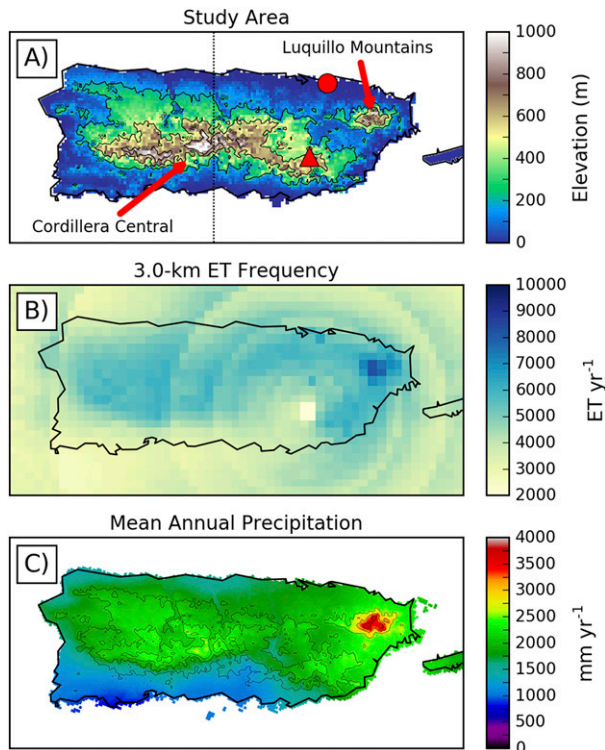 Study Area
A)
Luquillo Mountains
Cordillera Central
1000
800
600
400
200
0
Elevation (m)
3.0-km ET Frequency
B)
10000
9000
8000
7000
6000
5000
4000
3000
2000
ET yr⁻¹
Mean Annual Precipitation
C)
4000
3500
3000
2500
2000
1500
1000
500
0
mm yr⁻¹